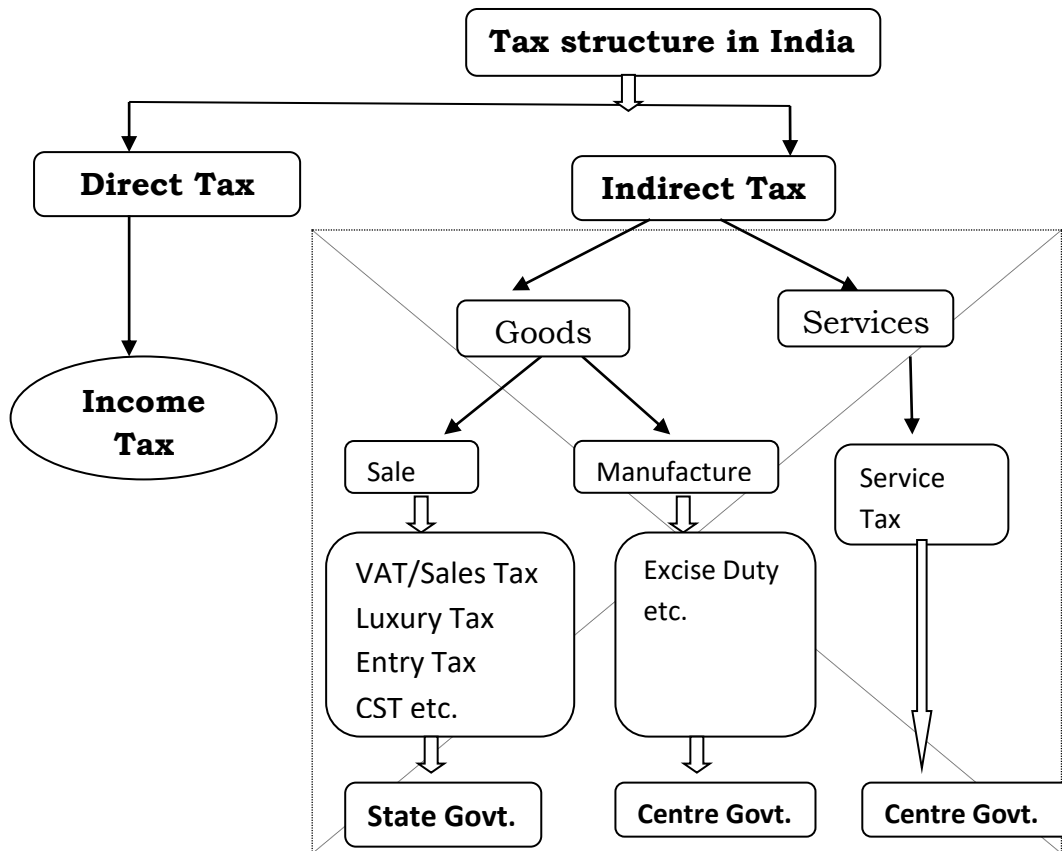 Tax structure in India
Direct Tax
Indirect Tax
Goods
Services
Income
Tax
Sale
Manufacture
Service
Tax
VAT/Sales Tax
Luxury Tax
Entry Tax
CST etc.
Excise Duty
etc.
State Govt.
Centre Govt.
Centre Govt.